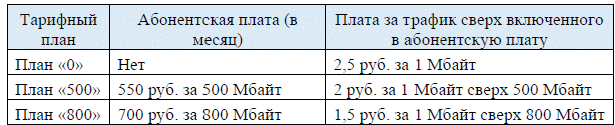 Тарифный план
Абонентская плата (в месяц)
Плата за трафик сверх включенного в абонентскую плату
План «0» Нет 2,5 руб. за 1 Мбайт
План «500» 550 руб. за 500 Мбайт 2 руб. за 1 Мбайт сверх 500 Мбайт
План «800» 700 руб. за 800 Мбайт 1,5 руб. за 1 Мбайт сверх 800 Мбайт